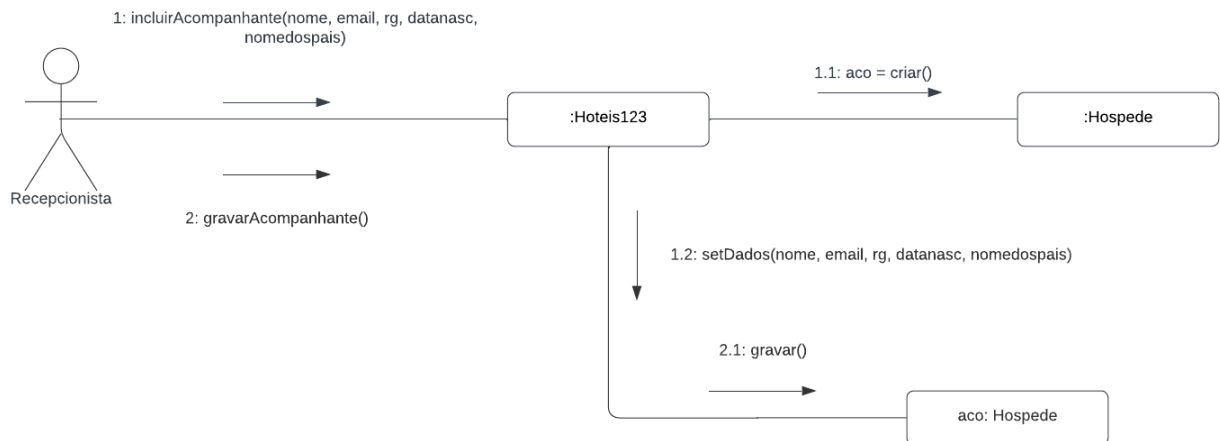 1: incluirAcompanhante(nome, email, rg, datanasc,
nomedospais)
1.1: aco = criar()
:Hoteis123
:Hospede
Recepcionista
2: gravarAcompanhante()
1.2: setDados(nome, email, rg, datanasc, nomedospais)
2.1: gravar()
aco: Hospede